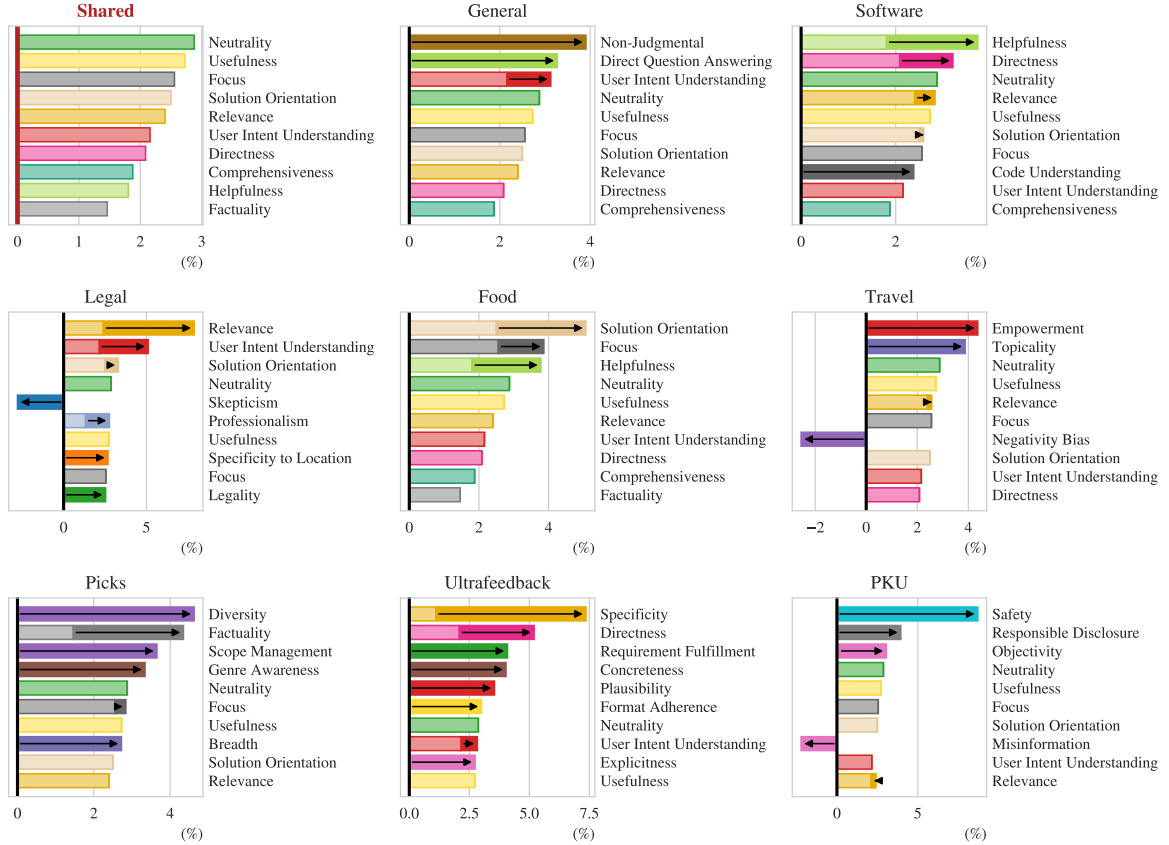 Shared
Neutrality
Usefulness
Focus
Solution Orientation
Relevance
User Intent Understanding
Directness
Comprehensiveness
Helpfulness
Factuality
0 1 2 3
(%)
General
Non-Judgmental
Direct Question Answering
User Intent Understanding
Neutrality
Usefulness
Focus
Solution Orientation
Relevance
Directness
Comprehensiveness
0 2 4
(%)
Software
Helpfulness
Directness
Neutrality
Relevance
Usefulness
Solution Orientation
Focus
Code Understanding
User Intent Understanding
Comprehensiveness
0 2
(%)
Legal
Relevance
User Intent Understanding
Solution Orientation
Neutrality
Skepticism
Professionalism
Usefulness
Specificity to Location
Focus
Legality
0 5
(%)
Food
Solution Orientation
Focus
Helpfulness
Neutrality
Usefulness
Relevance
User Intent Understanding
Directness
Comprehensiveness
Factuality
0 2 4
(%)
Travel
Empowerment
Topicality
Neutrality
Usefulness
Relevance
Focus
Negativity Bias
Solution Orientation
User Intent Understanding
Directness
−2 0 2 4
(%)
Picks
Diversity
Factuality
Scope Management
Genre Awareness
Neutrality
Focus
Usefulness
Breadth
Solution Orientation
Relevance
0 2 4
(%)
Ultrafeedback
Specificity
Directness
Requirement Fulfillment
Concreteness
Plausibility
Format Adherence
Neutrality
User Intent Understanding
Explicitness
Usefulness
0.0 2.5 5.0 7.5
(%)
PKU
Safety
Responsible Disclosure
Objectivity
Neutrality
Usefulness
Focus
Solution Orientation
Misinformation
User Intent Understanding
Relevance
0 5
(%)